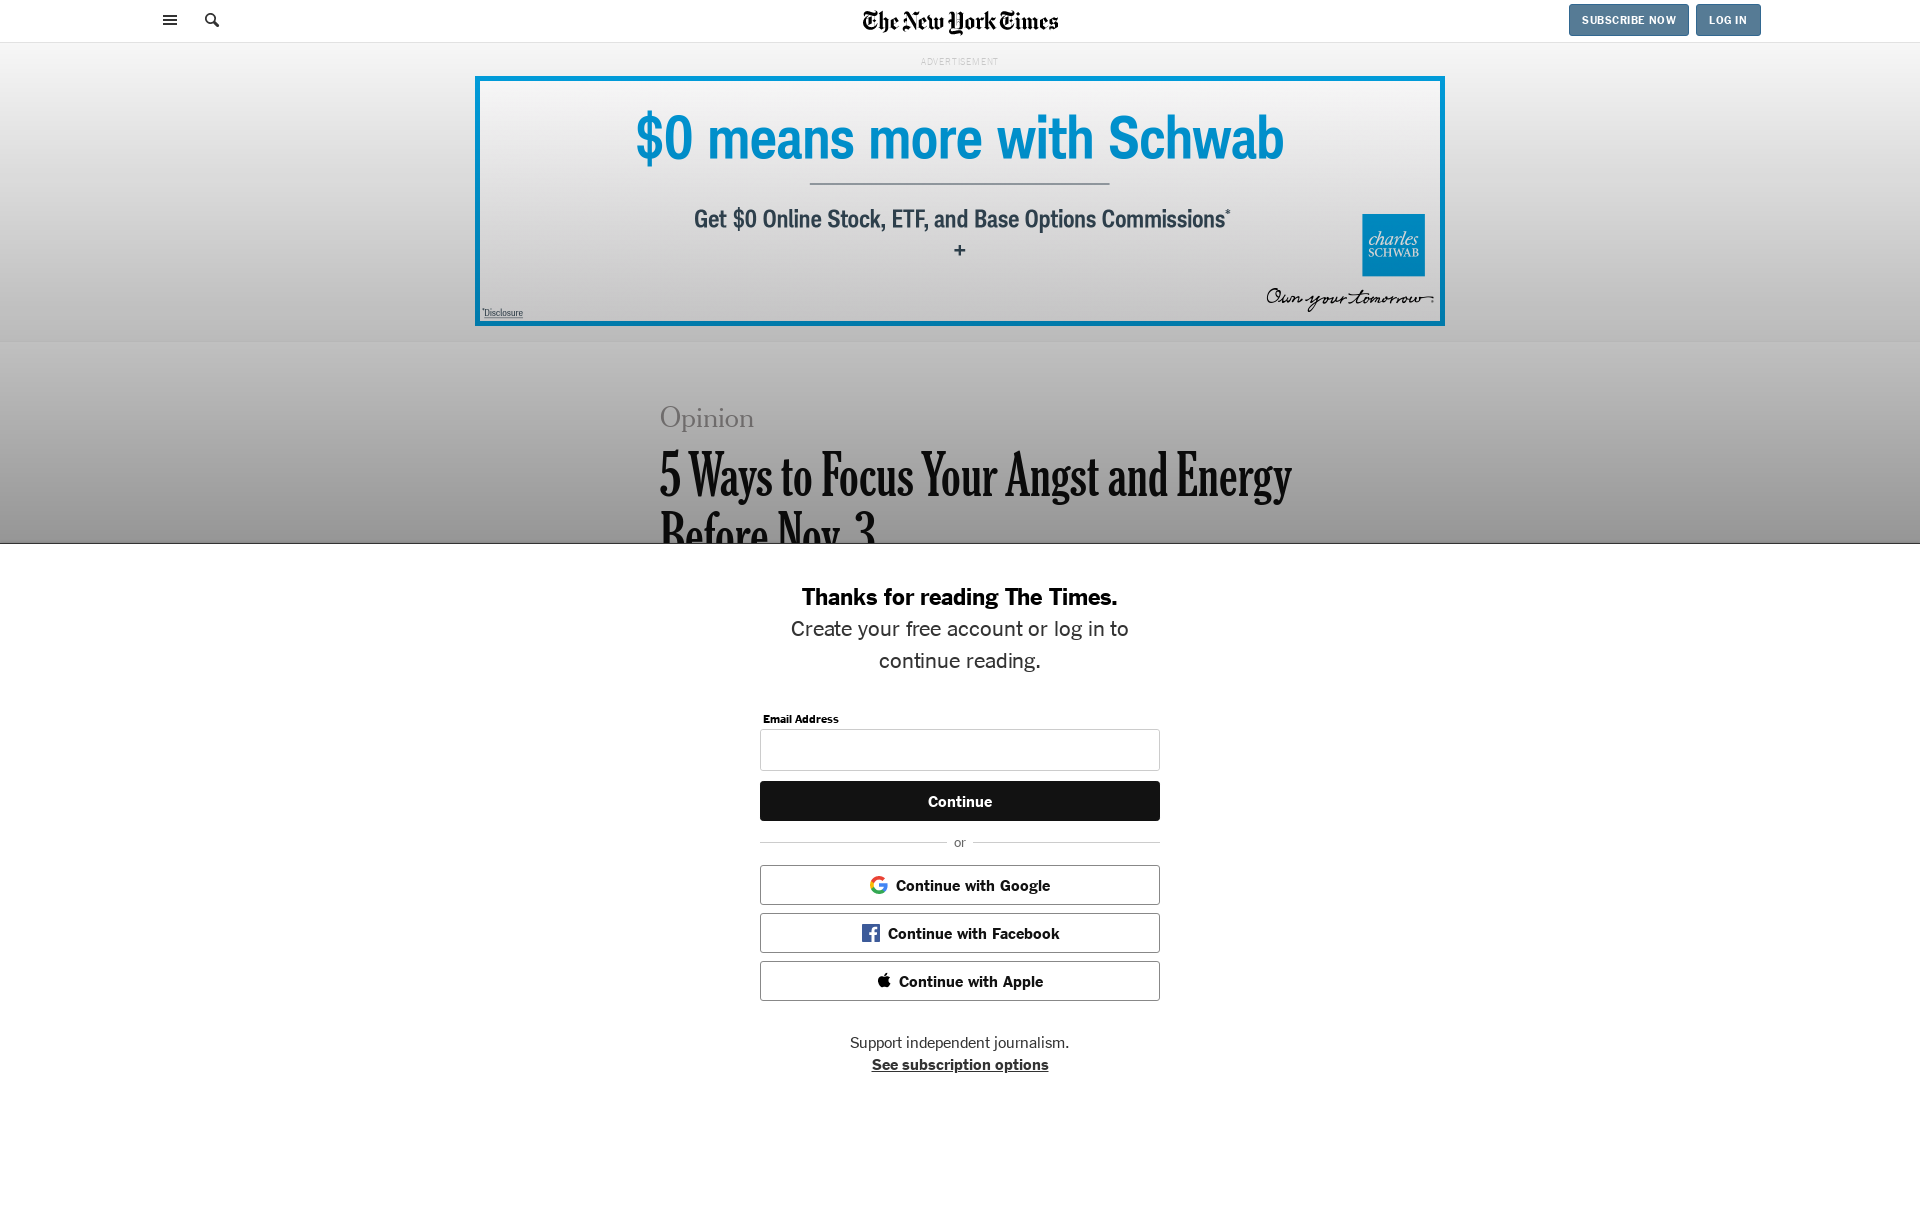 The New York Times
SUBSCRIBE NOW
LOG IN
ADVERTISEMENT
$0 means more with Schwab
Get $0 Online Stock, ETF, and Base Options Commissions*
+
charles
SCHWAB
Own your tomorrow
*Disclosure
Opinion
5 Ways to Focus Your Angst and Energy
Before Nov. 3
Thanks for reading The Times.
Create your free account or log in to
continue reading.
Email Address
Continue
or
Continue with Google
Continue with Facebook
Continue with Apple
Support independent journalism.
See subscription options